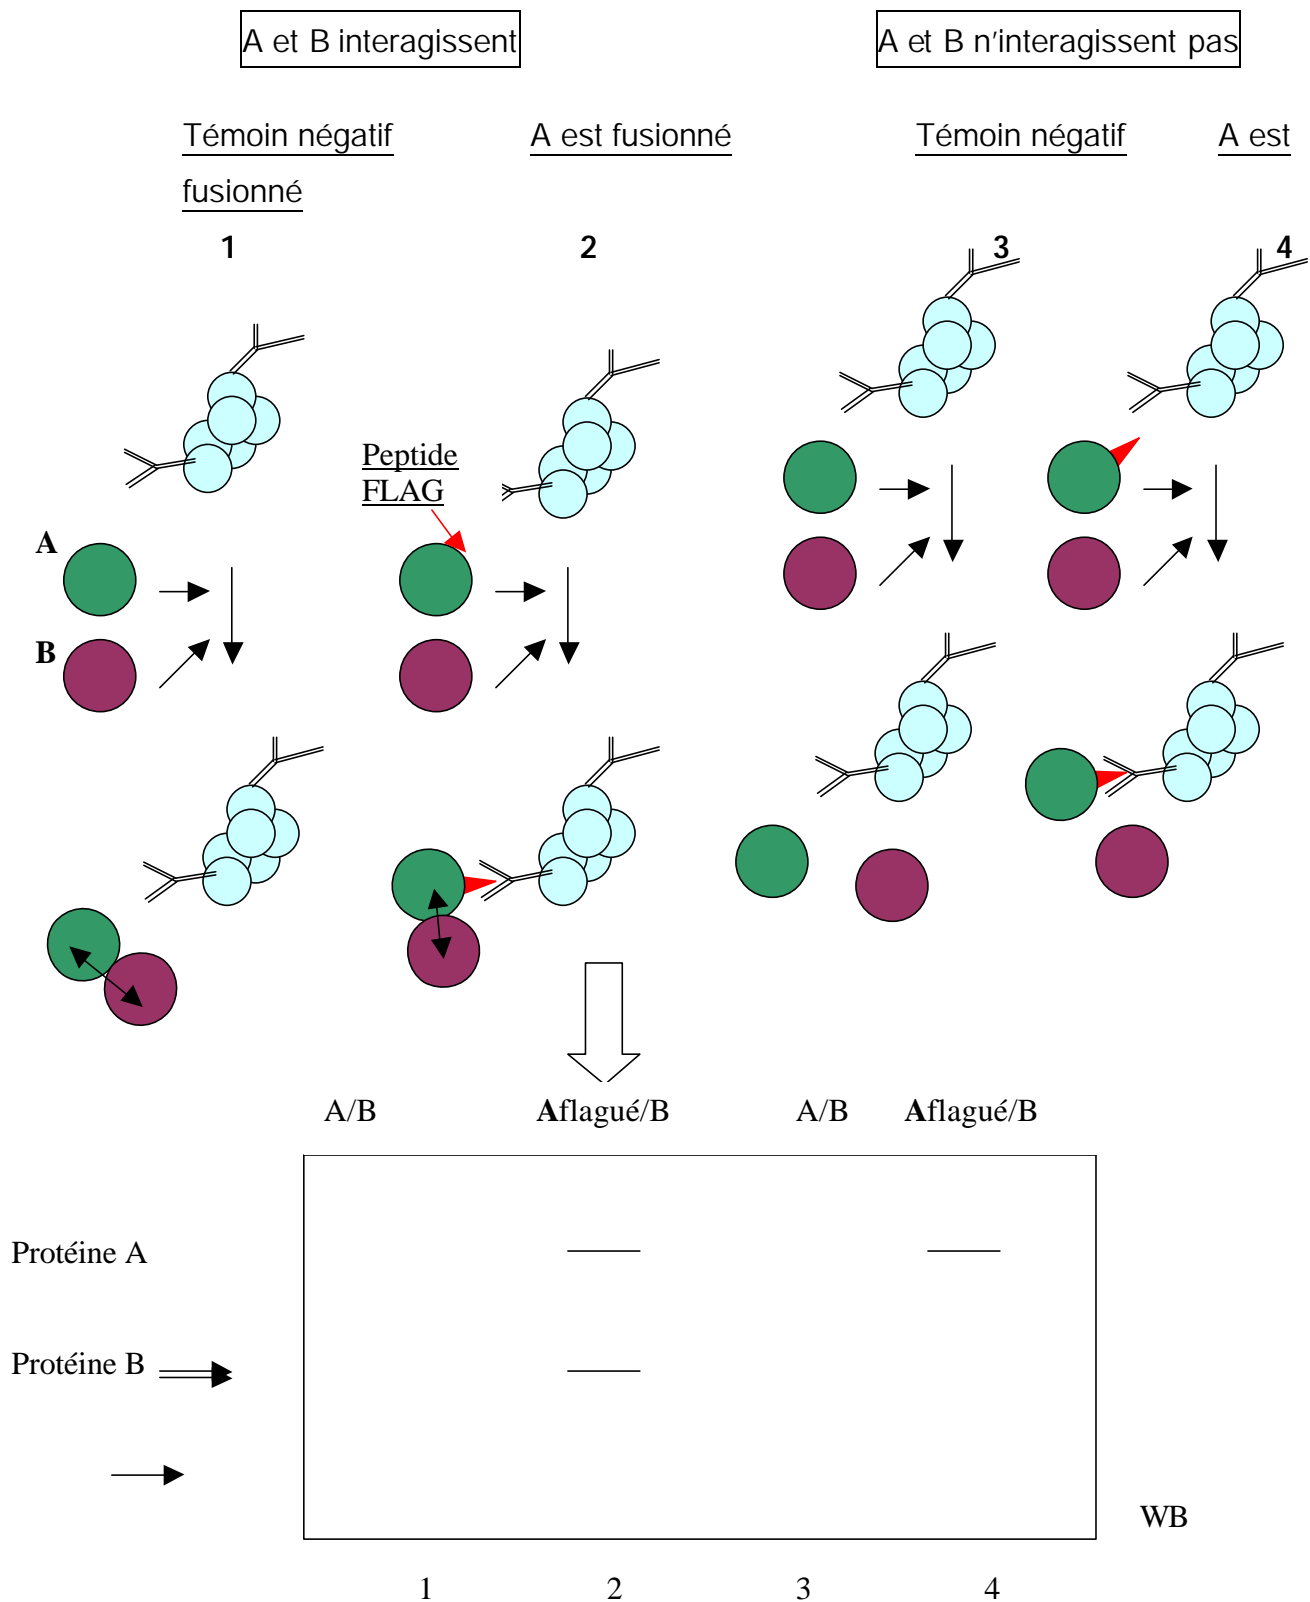 A et B interagissent
A et B n'interagissent pas
Témoin négatif
A est fusionné
Témoin négatif
A est
fusionné
1
2
3
4
Peptide
FLAG
A
B
A/B
Aflagué/B
A/B
Aflagué/B
Protéine A
Protéine B
WB
1
2
3
4